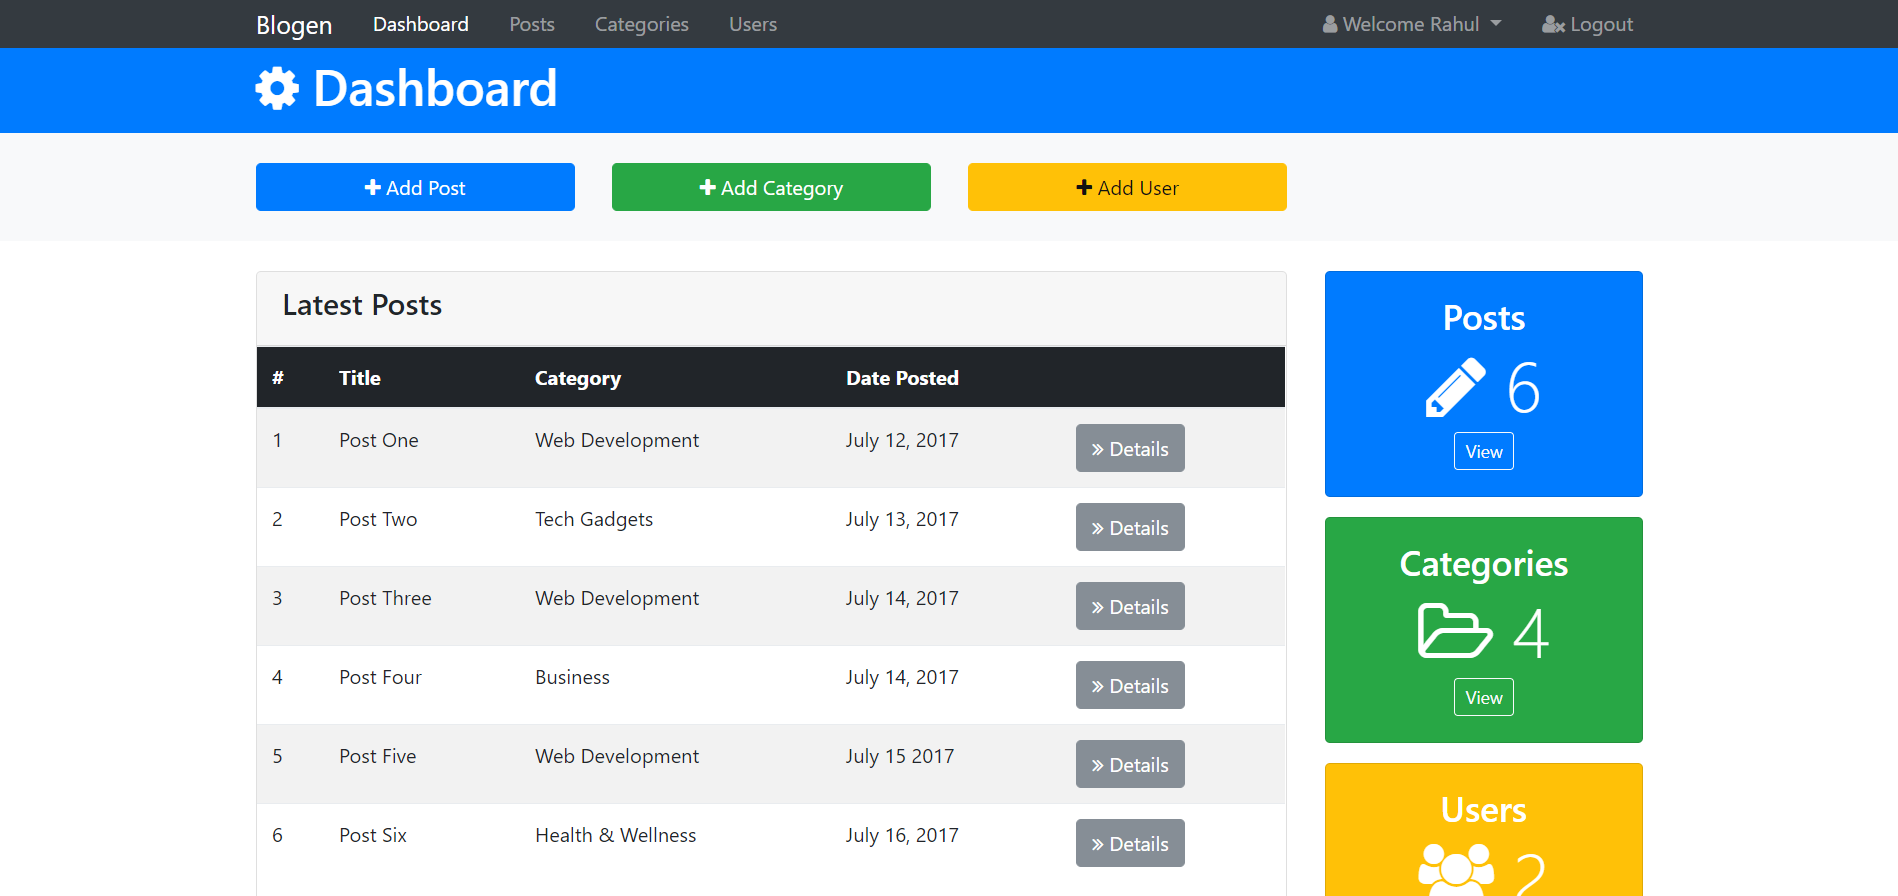 Blogen Dashboard Posts Categories Users Welcome Rahul Logout
Dashboard
Add Post Add Category Add User
Latest Posts
# Title Category Date Posted
1 Post One Web Development July 12, 2017 » Details
2 Post Two Tech Gadgets July 13, 2017 » Details
3 Post Three Web Development July 14, 2017 » Details
4 Post Four Business July 14, 2017 » Details
5 Post Five Web Development July 15 2017 » Details
6 Post Six Health & Wellness July 16, 2017 » Details
Posts
6
View
Categories
4
View
Users
2